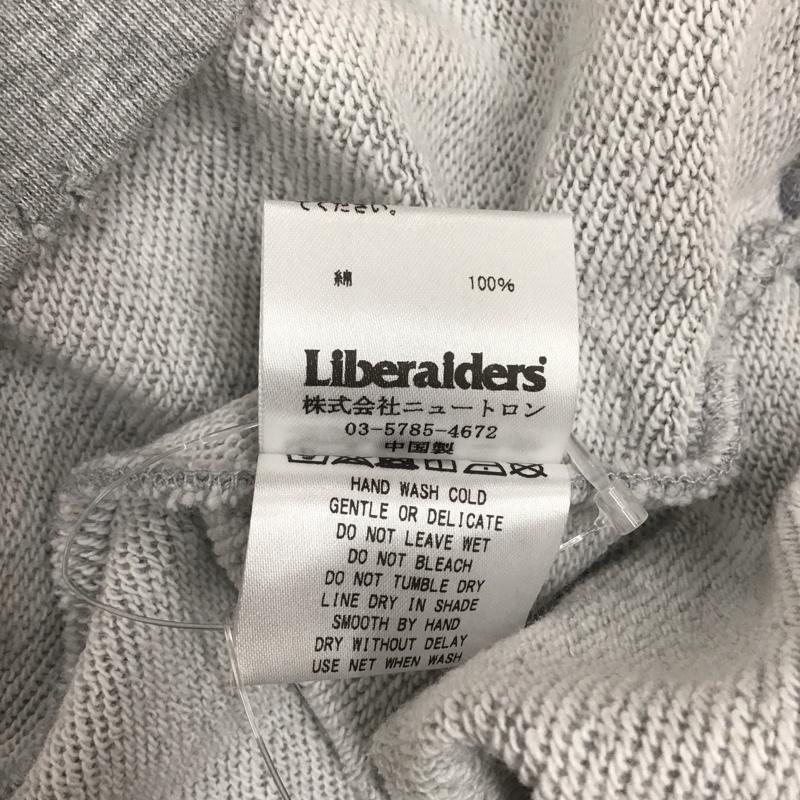 てください。
綿 100%
Liberaiders
株式会社ニュートロン
03-5785-4672
中国製
HAND WASH COLD
GENTLE OR DELICATE
DO NOT LEAVE WET
DO NOT BLEACH
DO NOT TUMBLE DRY
LINE DRY IN SHADE
SMOOTH BY HAND
DRY WITHOUT DELAY
USE NET WHEN WASH